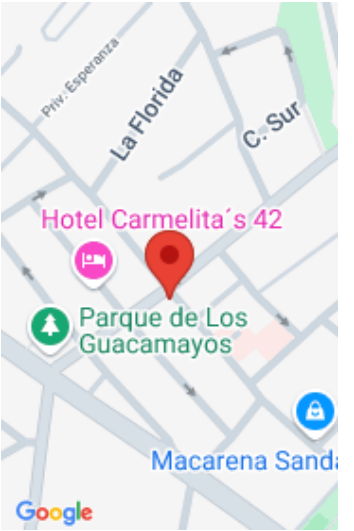 Priv. Esperanza
La Florida
C. Sur
Hotel Carmelita´s 42
Parque de Los
Guacamayos
Macarena Sanda
Google